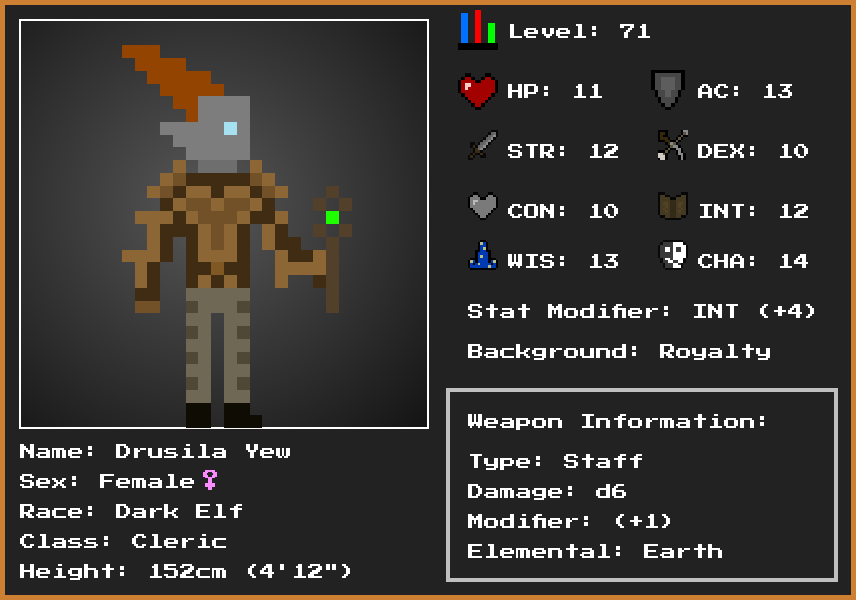 Level: 71
HP: 11 AC: 13
STR: 12 DEX: 10
CON: 10 INT: 12
WIS: 13 CHA: 14
Stat Modifier: INT (+4)
Background: Royalty
Weapon Information:
Type: Staff
Damage: d6
Modifier: (+1)
Elemental: Earth
Name: Drusila Yew
Sex: Female♀
Race: Dark Elf
Class: Cleric
Height: 152cm (4'12")